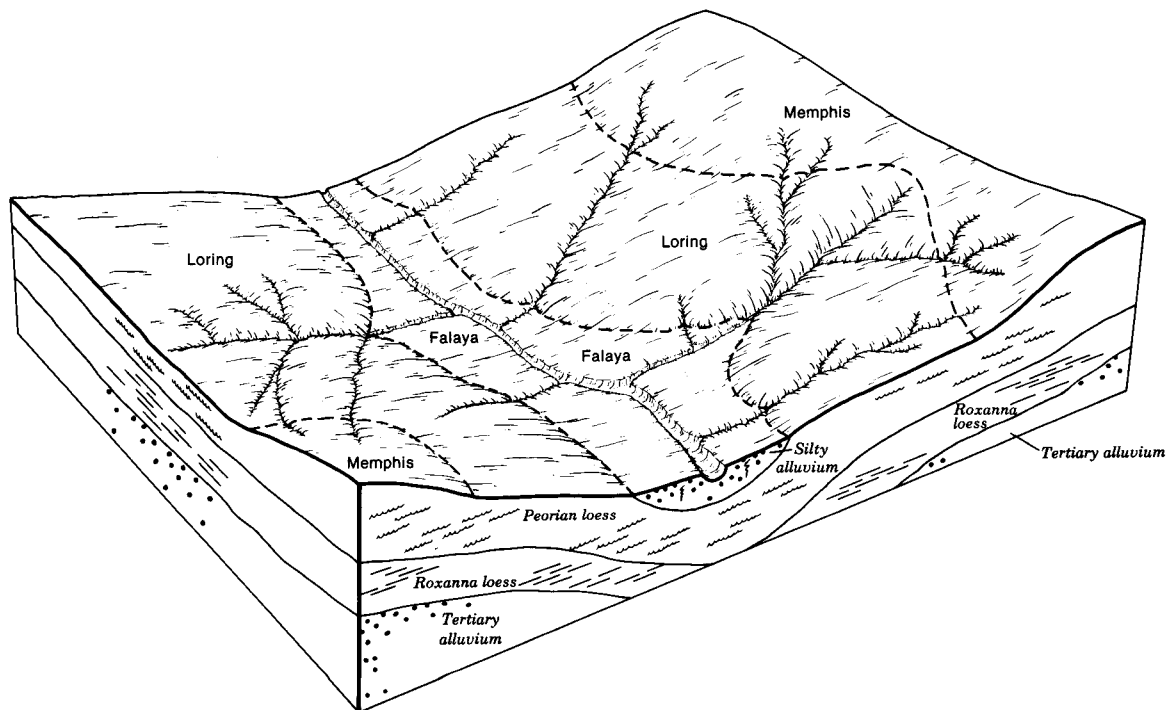 Memphis
Loring
Loring
Falaya
Falaya
Memphis
Silty
alluvium
Roxanna
loess
Tertiary alluvium
Peorian loess
Roxanna loess
Tertiary
alluvium